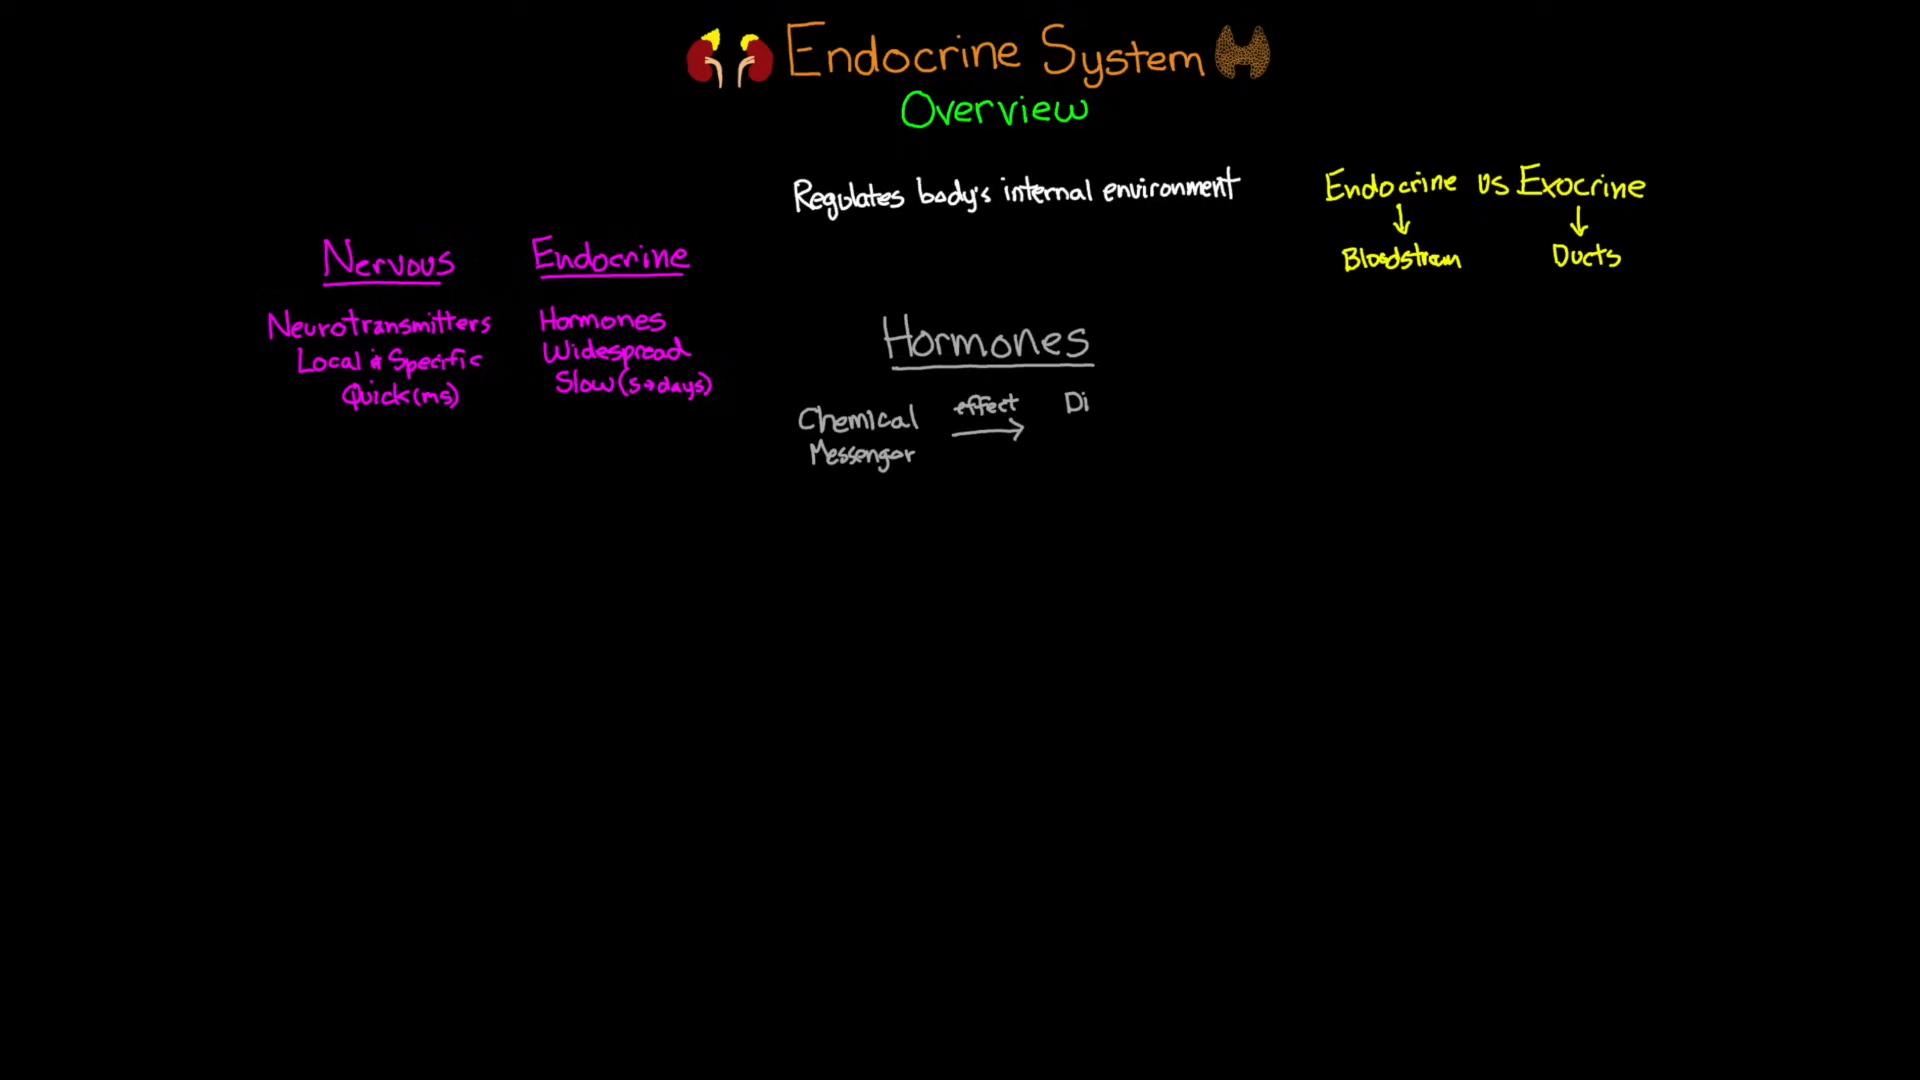 Endocrine System
Overview
Regulates body's internal environment
Endocrine vs Exocrine
Bloodstream
Ducts
Nervous
Endocrine
Neurotransmitters
Local & Specific
Quick (ms)
Hormones
Widespread
Slow (s→days)
Hormones
Chemical
Messenger
effect
Di